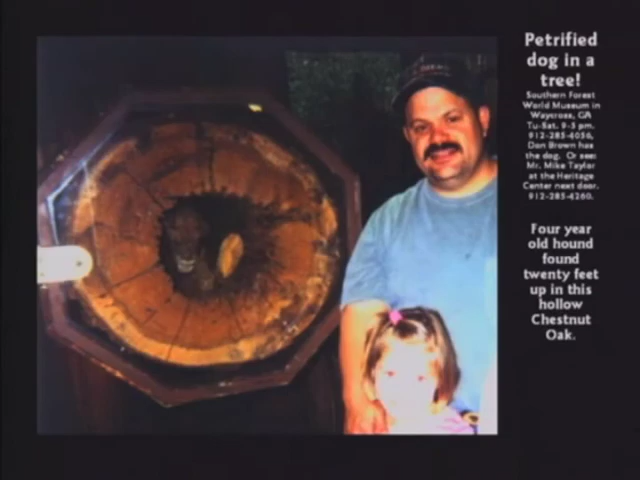 Petrified
dog in a
tree!
Southern Forest
World Museum in
Waycross, GA
Tu-Sat. 9-5 pm.
912-285-4056,
Don Brown has
the dog. Or see:
Mr. Mike Taylor
at the Heritage
Center next door.
912-285-4260.
Four year
old hound
found
twenty feet
up in this
hollow
Chestnut
Oak.